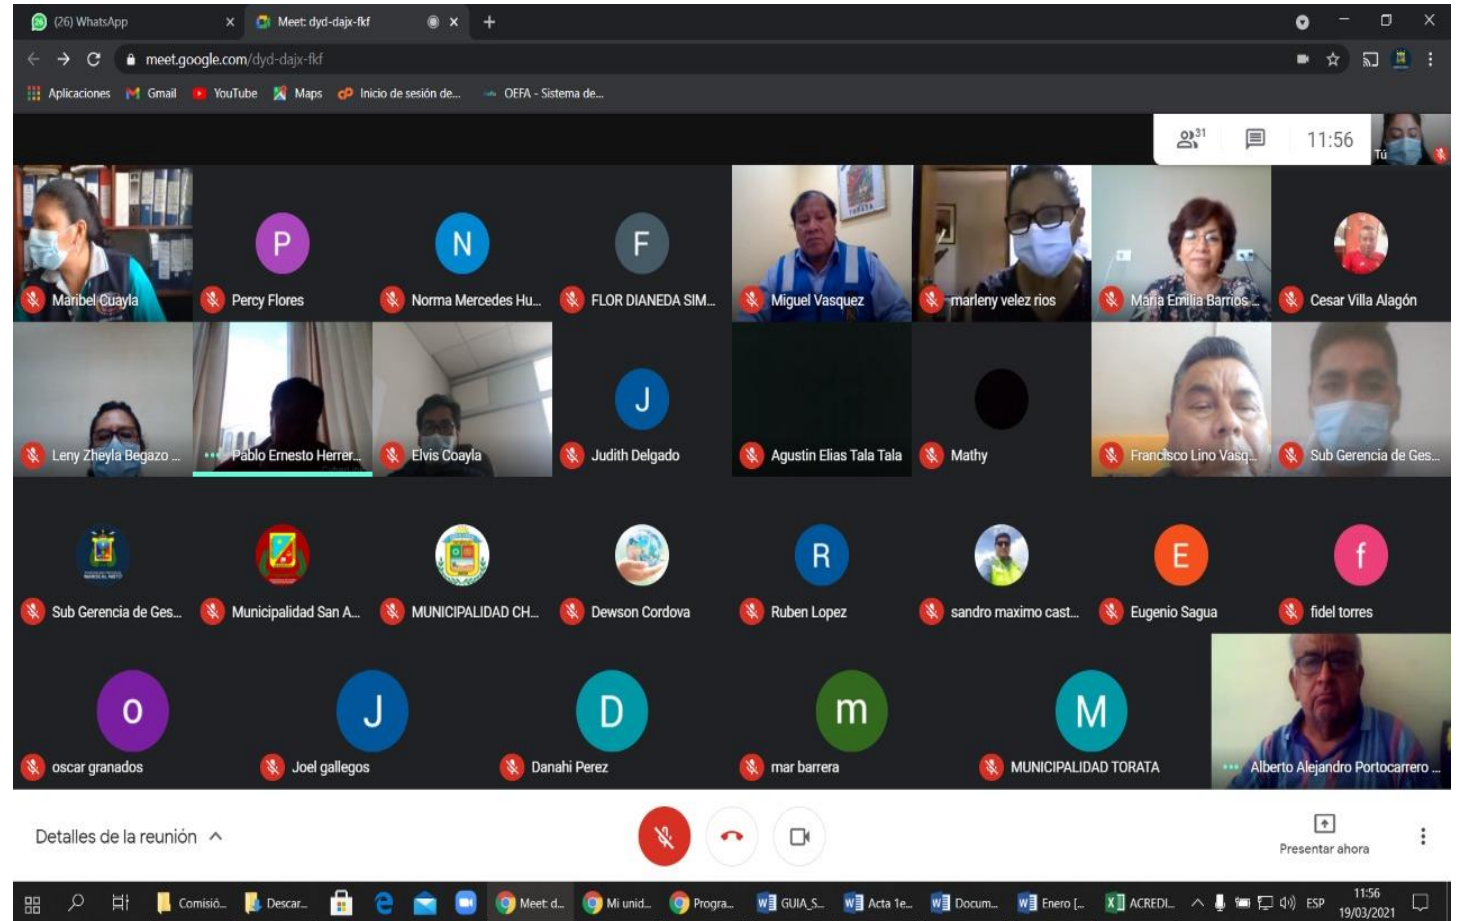 (26) WhatsApp
Meet: dyd-dajx-fkf
meet.google.com/dyd-dajx-fkf
Aplicaciones
Gmail
YouTube
Maps
Inicio de sesión de...
OEFA - Sistema de...
31
11:56
Tú
TORATA
Maribel Cuayla
P
Percy Flores
N
Norma Mercedes Hu...
F
FLOR DIANEDA SIM...
Miguel Vasquez
marleny velez rios
Maria Emilia Barrios ...
Cesar Villa Alagón
Leny Zheyla Begazo ...
Pablo Ernesto Herrer...
Elvis Coayla
J
Judith Delgado
Agustin Elias Tala Tala
Mathy
Francisco Lino Vasq...
Sub Gerencia de Ges...
MARISCAL NIETO
Sub Gerencia de Ges...
Municipalidad San A...
MUNICIPALIDAD CH...
Dewson Cordova
R
Ruben Lopez
sandro maximo cast...
E
Eugenio Sagua
f
fidel torres
o
oscar granados
J
Joel gallegos
D
Danahi Perez
m
mar barrera
M
MUNICIPALIDAD TORATA
Alberto Alejandro Portocarrero ...
Detalles de la reunión
Presentar ahora
Comisió...
Descar...
Meet: d...
Mi unid...
Progra...
GUIA_S...
Acta 1e...
Docum...
Enero [...
ACREDI...
ESP
11:56
19/03/2021